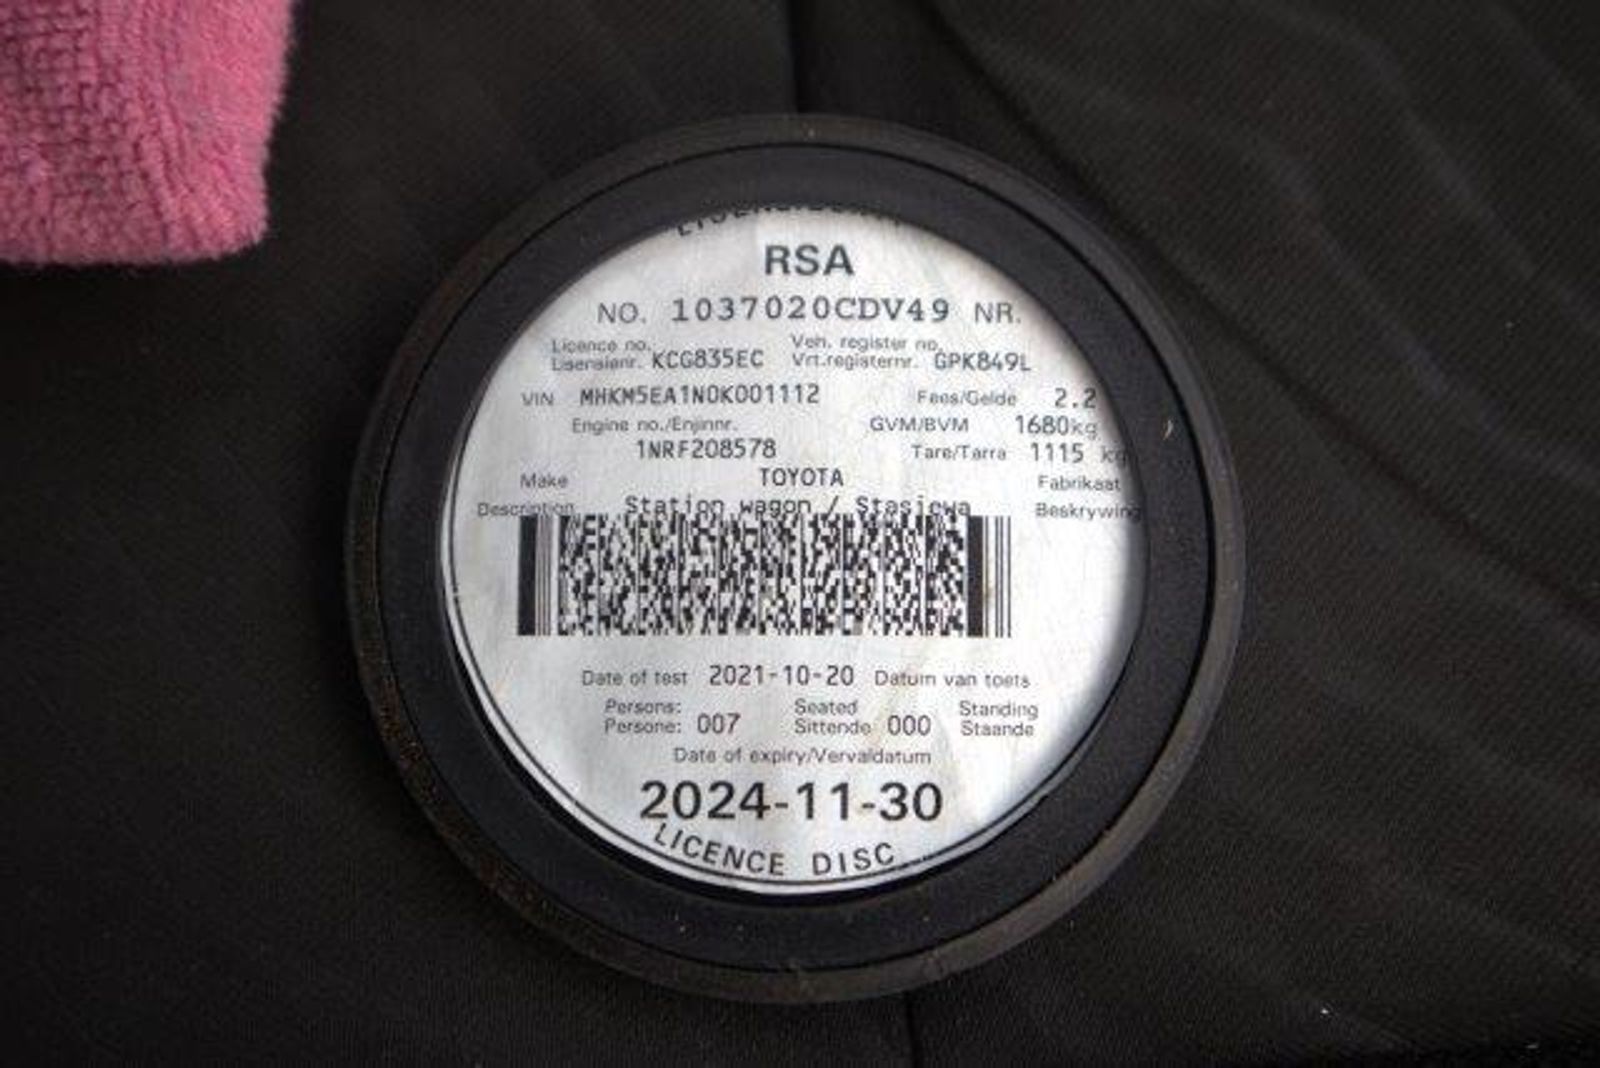 RSA
NO. 1037020CDV49 NR.
Licence no. Veh. register no.
Lisensienr. KCG835EC Vrt.registernr. GPK849L
VIN MHKM5EA1N0K001112 Fees/Gelde 2.2
Engine no./Enjinnr. GVM/BVM 1680kg
1NRF208578 Tare/Tarra 1115 kg
Make TOYOTA Fabrikaat
Description Station wagon / Stasiewa Beskrywing
Date of test 2021-10-20 Datum van toets
Persons: Seated Standing
Persone: 007 Sittende 000 Staande
Date of expiry/Vervaldatum
2024-11-30
LICENCE DISC